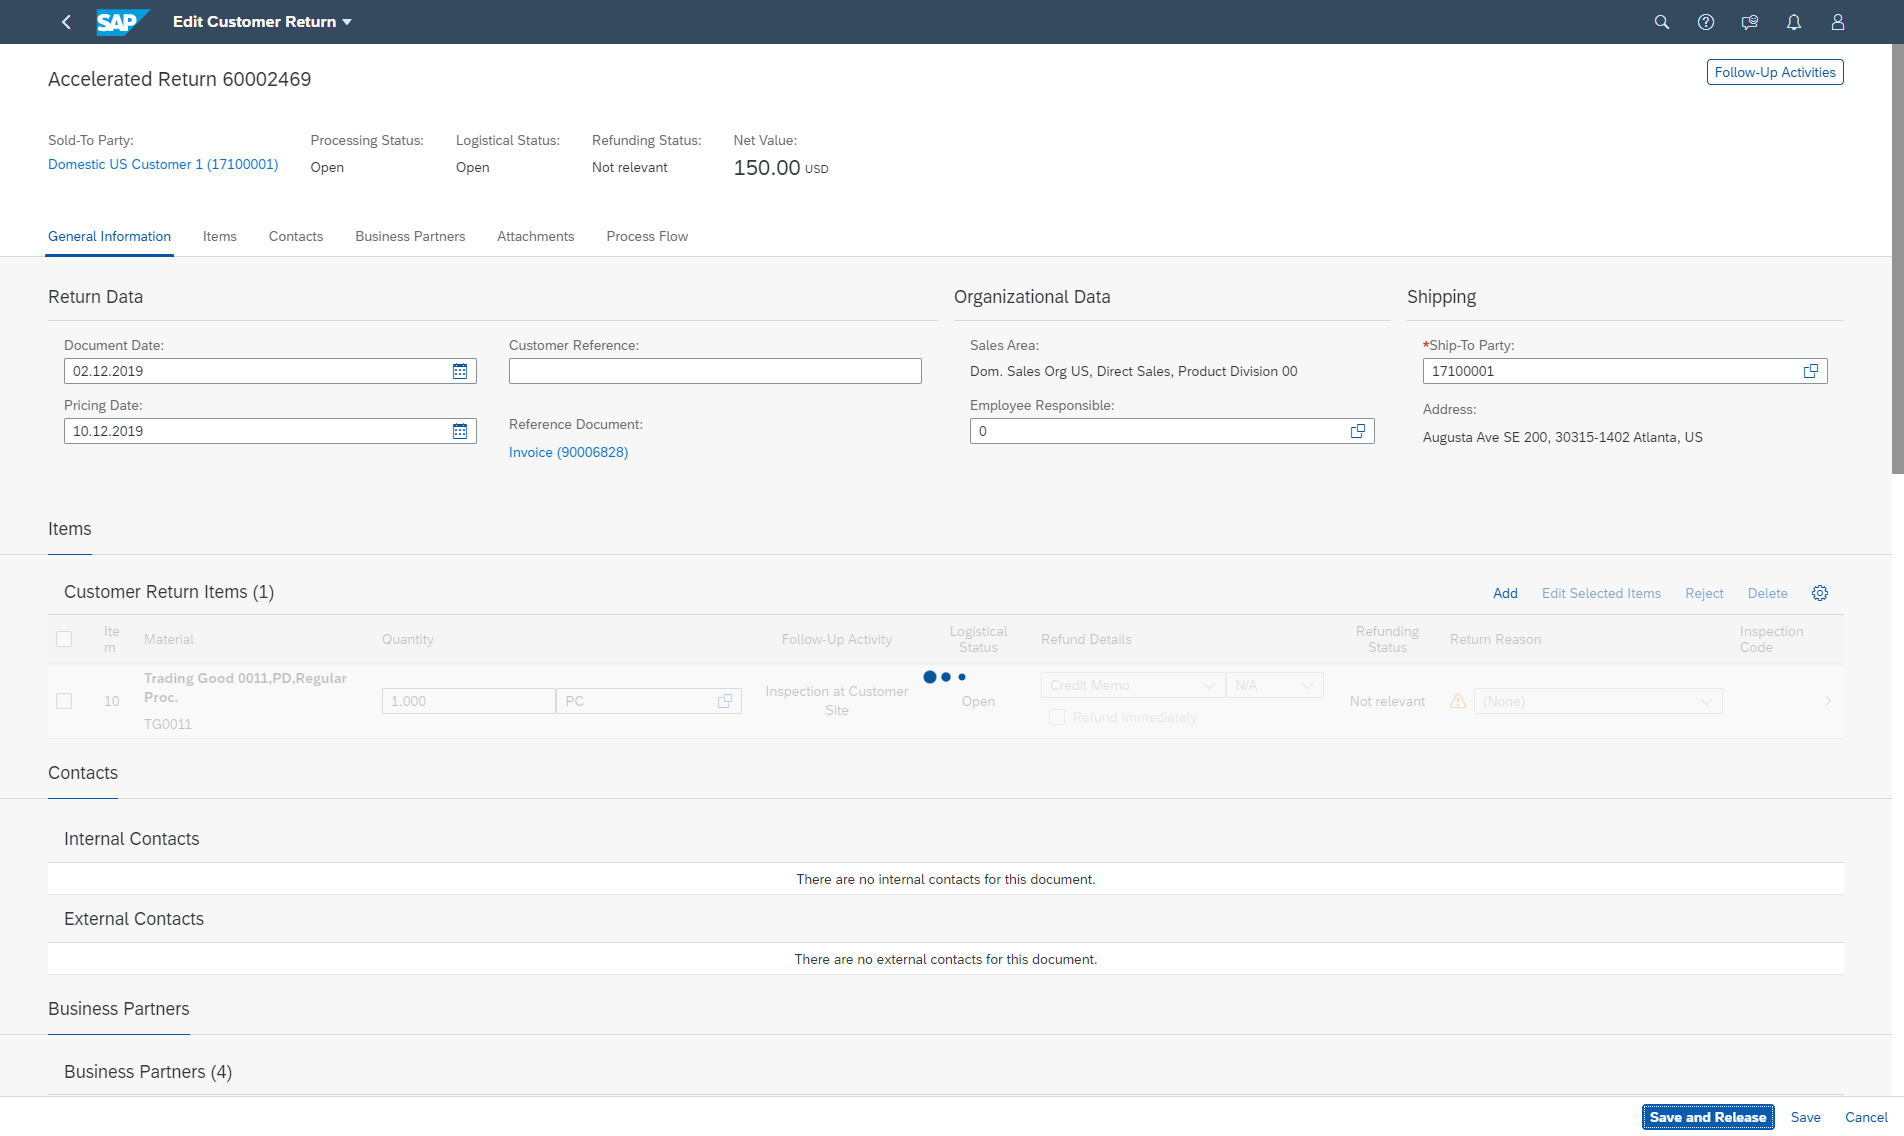 SAP Edit Customer Return
Accelerated Return 60002469
Follow-Up Activities
Sold-To Party:
Domestic US Customer 1 (17100001)
Processing Status:
Open
Logistical Status:
Open
Refunding Status:
Not relevant
Net Value:
150.00 USD
General Information Items Contacts Business Partners Attachments Process Flow
Return Data
Document Date:
02.12.2019
Pricing Date:
10.12.2019
Customer Reference:
Reference Document:
Invoice (90006828)
Organizational Data
Sales Area:
Dom. Sales Org US, Direct Sales, Product Division 00
Employee Responsible:
0
Shipping
*Ship-To Party:
17100001
Address:
Augusta Ave SE 200, 30315-1402 Atlanta, US
Items
Customer Return Items (1)
Add Edit Selected Items Reject Delete
Ite
m
Material
Quantity
Follow-Up Activity
Logistical
Status
Refund Details
Refunding
Status
Return Reason
Inspection
Code
10
Trading Good 0011,PD,Regular
Proc.
TG0011
1.000
PC
Inspection at Customer
Site
Open
Credit Memo
N/A
Refund Immediately
Not relevant
(None)
Contacts
Internal Contacts
There are no internal contacts for this document.
External Contacts
There are no external contacts for this document.
Business Partners
Business Partners (4)
Save and Release Save Cancel